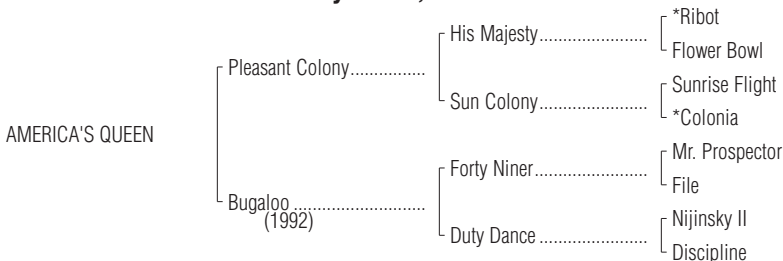 *Ribot
His Majesty
Flower Bowl
Pleasant Colony
Sunrise Flight
Sun Colony
*Colonia
AMERICA'S QUEEN
Mr. Prospector
Forty Niner
File
Bugaloo
(1992)
Nijinsky II
Duty Dance
Discipline